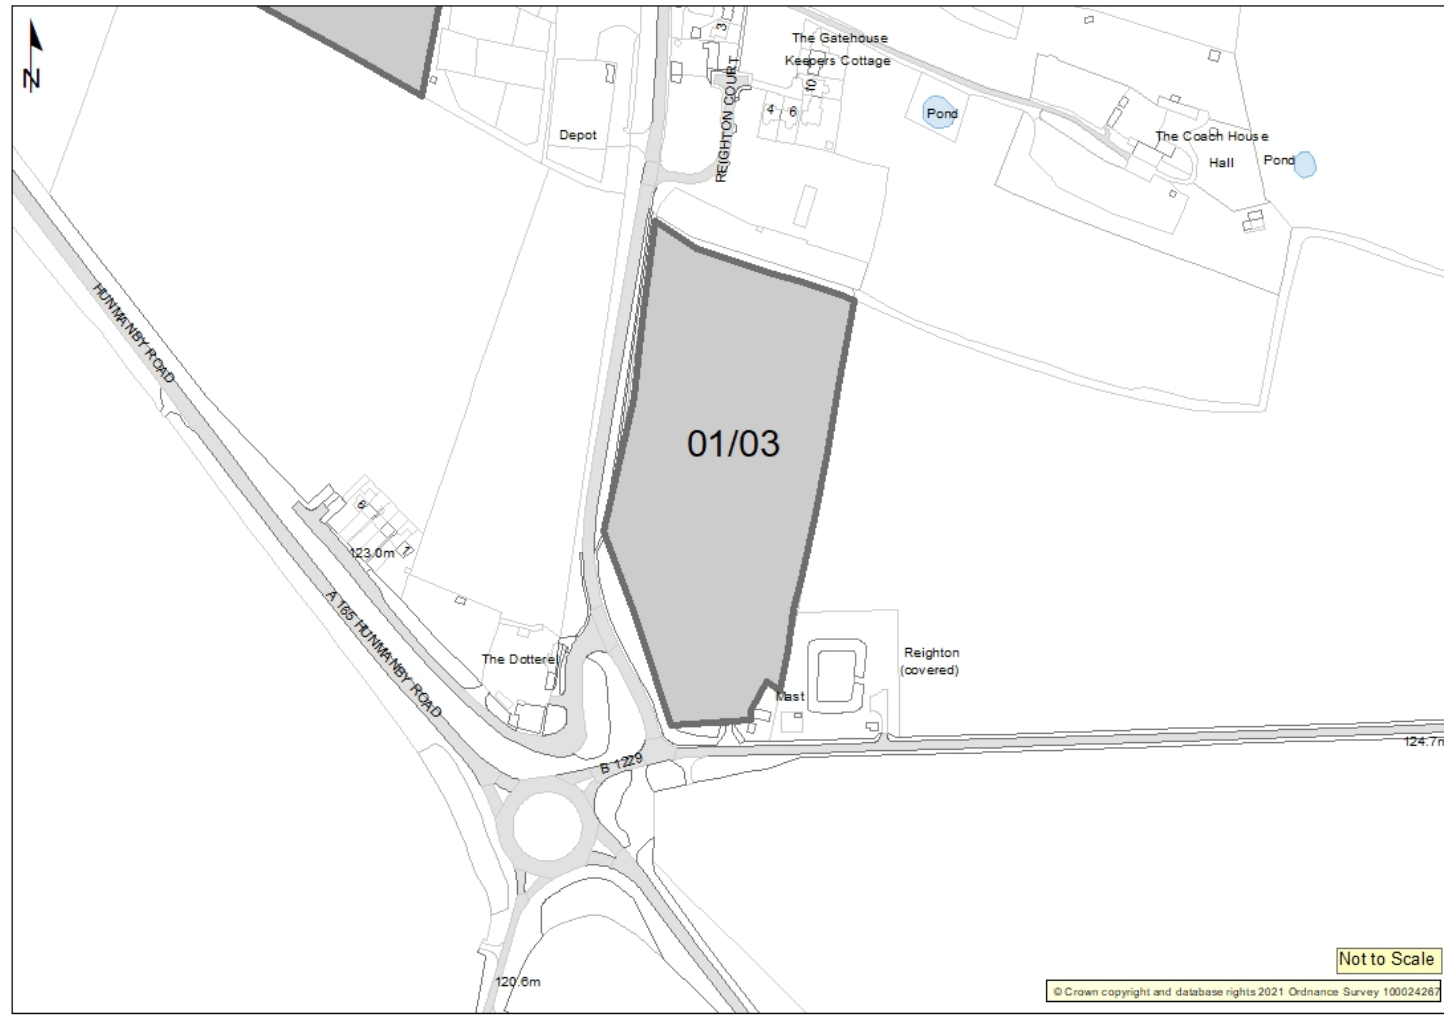 N
3
The Gatehouse
Keepers Cottage
REIGHTON COURT
10
4
6
Pond
Depot
The Coach House
Hall
Pond
HUNMANBY ROAD
01/03
6
7
123.0m
A 165 HUNMANBY ROAD
The Dotterel
Reighton
(covered)
Mast
B 1229
124.7m
120.6m
Not to Scale
© Crown copyright and database rights 2021 Ordnance Survey 100024267